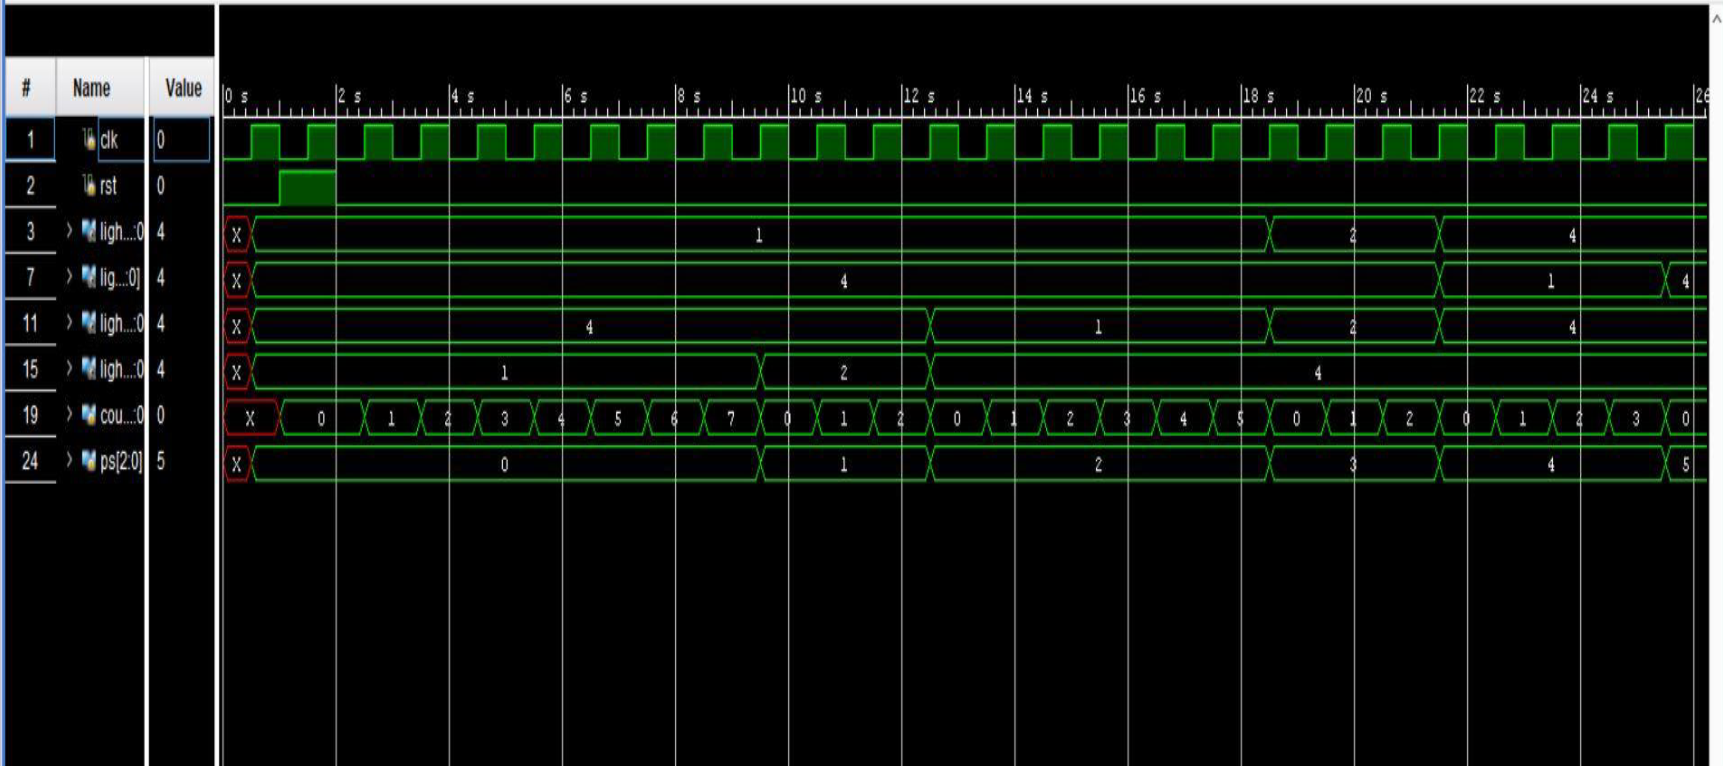 # Name Value 0 s 2 s 4 s 6 s 8 s 10 s 12 s 14 s 16 s 18 s 20 s 22 s 24 s 26
1 clk 0
2 rst 0
3 ligh...:0 4 X 1 2 4
7 lig...:0] 4 X 4 1 4
11 ligh...:0 4 X 4 1 2 4
15 ligh...:0 4 X 1 2 4
19 cou...:0 0 X 0 1 2 3 4 5 6 7 0 1 2 0 1 2 3 4 5 0 1 2 0 1 2 3 0
24 ps[2:0] 5 X 0 1 2 3 4 5